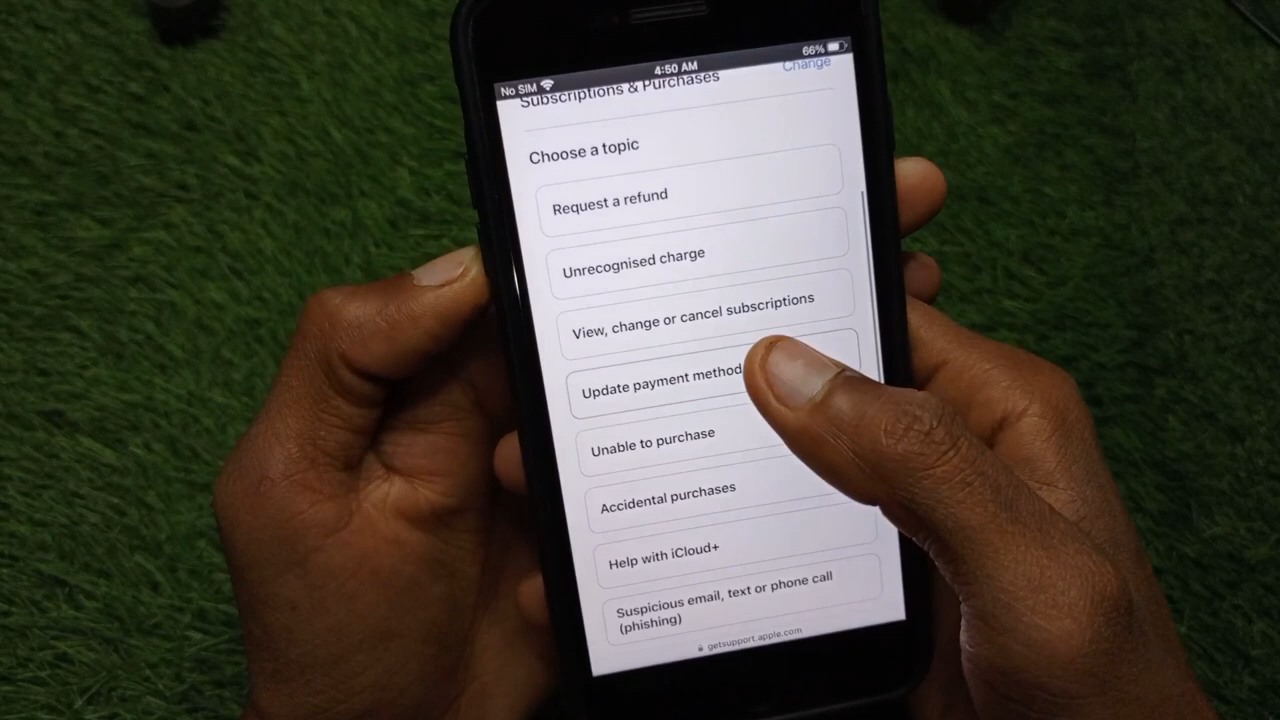 No SIM 4:50 AM 66%
Subscriptions & Purchases Change
Choose a topic
Request a refund
Unrecognised charge
View, change or cancel subscriptions
Update payment method
Unable to purchase
Accidental purchases
Help with iCloud+
Suspicious email, text or phone call
(phishing)
getsupport.apple.com